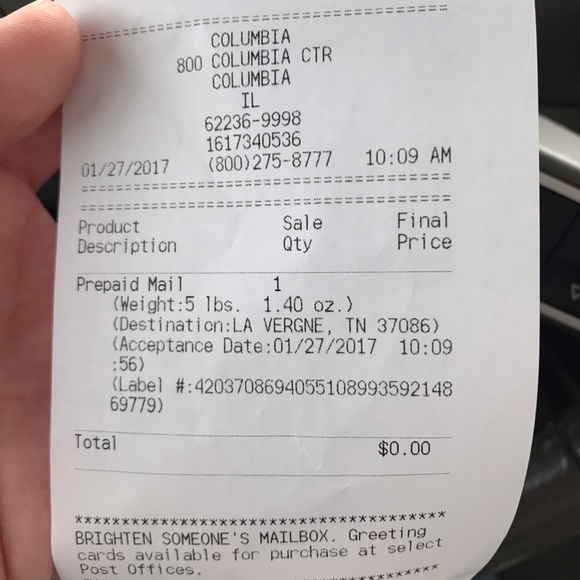 ========================================
COLUMBIA
800 COLUMBIA CTR
COLUMBIA
IL
62236-9998
1617340536
01/27/2017 (800)275-8777 10:09 AM
========================================
========================================
Product Sale Final
Description Qty Price
Prepaid Mail 1
(Weight:5 lbs. 1.40 oz.)
(Destination:LA VERGNE, TN 37086)
(Acceptance Date:01/27/2017 10:09
:56)
(Label #:42037086940551089935921​48
69779)
Total $0.00
****************************************
BRIGHTEN SOMEONE'S MAILBOX. Greeting
cards available for purchase at select
Post Offices.
****************************************